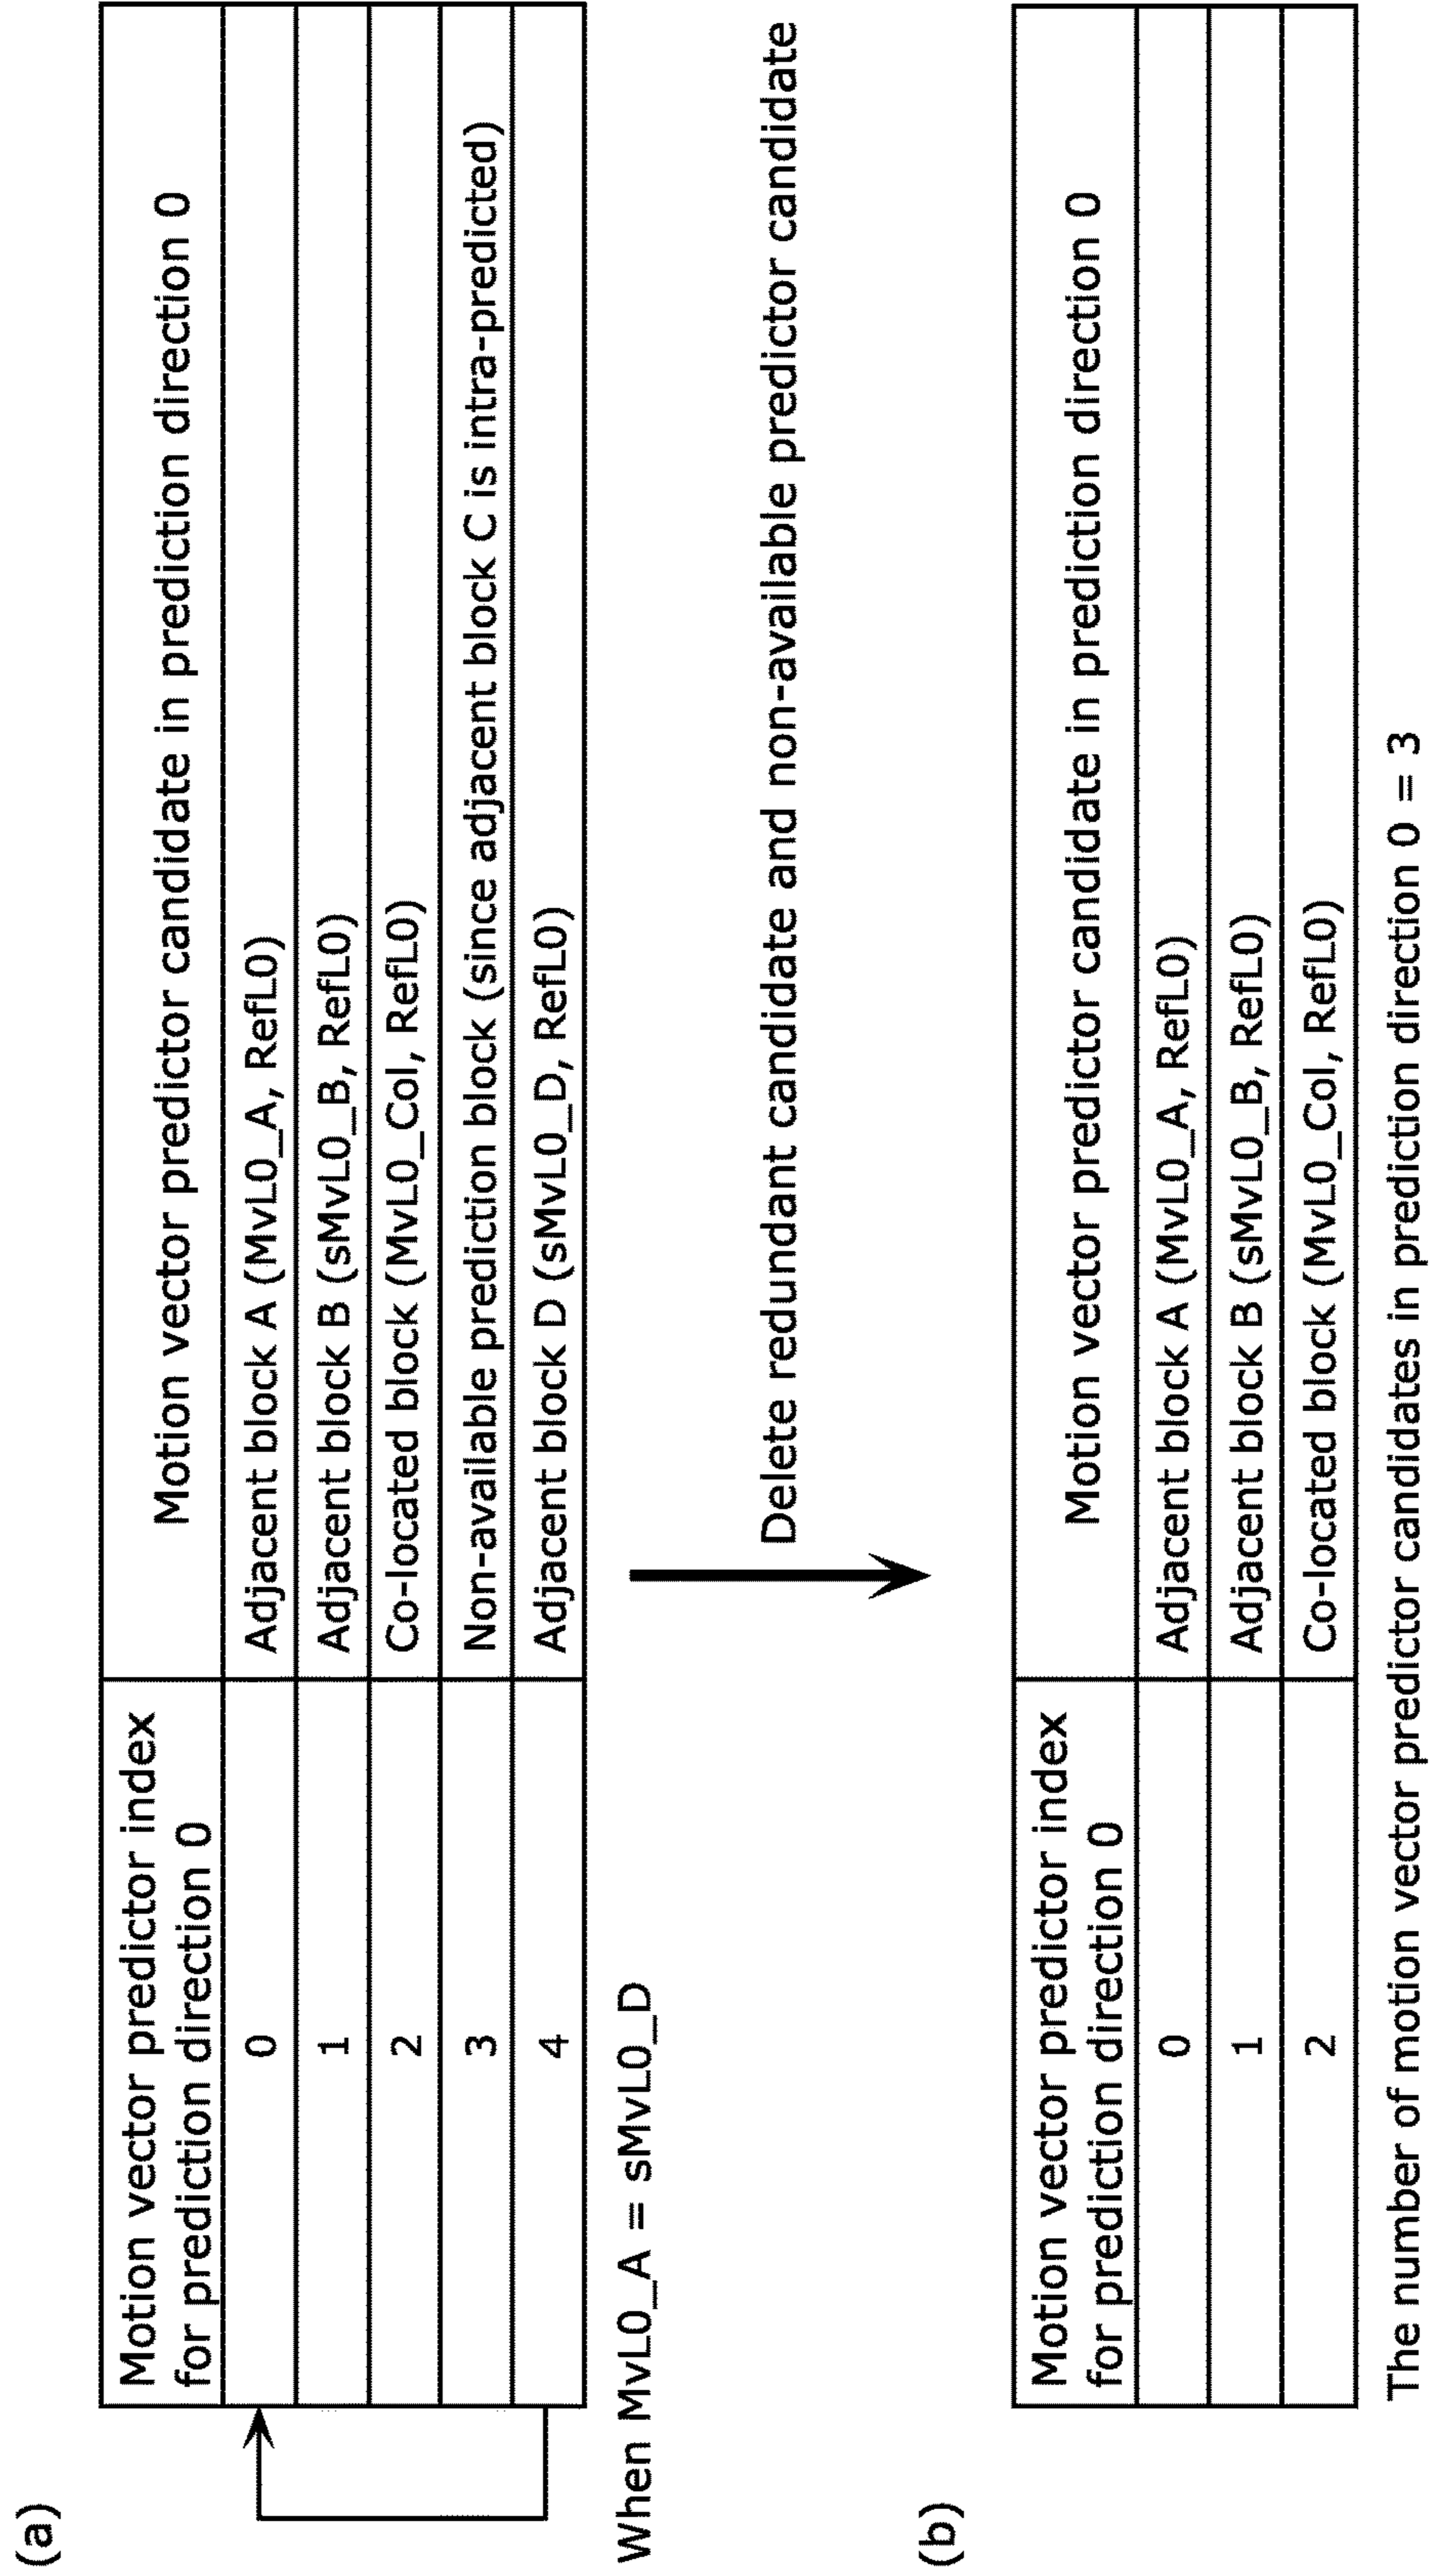 (a)
Motion vector predictor index
for prediction direction 0
Motion vector predictor candidate in prediction direction 0
0
Adjacent block A (MvL0_A, RefL0)
1
Adjacent block B (sMvL0_B, RefL0)
2
Co-located block (MvL0_Col, RefL0)
3
Non-available prediction block (since adjacent block C is intra-predicted)
4
Adjacent block D (sMvL0_D, RefL0)
When MvL0_A = sMvL0_D
Delete redundant candidate and non-available predictor candidate
(b)
Motion vector predictor index
for prediction direction 0
Motion vector predictor candidate in prediction direction 0
0
Adjacent block A (MvL0_A, RefL0)
1
Adjacent block B (sMvL0_B, RefL0)
2
Co-located block (MvL0_Col, RefL0)
The number of motion vector predictor candidates in prediction direction 0 = 3